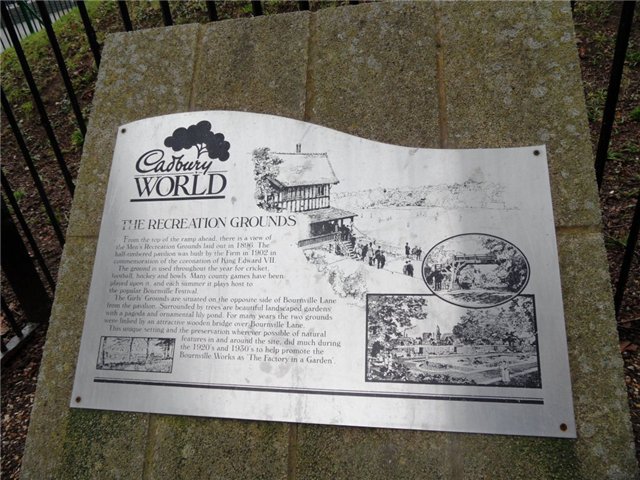 Cadbury
WORLD
THE RECREATION GROUNDS
From the top of the ramp ahead, there is a view of
the Men's Recreation Grounds laid out in 1896. The
half-timbered pavilion was built by the Firm in 1902 in
commemoration of the coronation of King Edward VII.
The ground is used throughout the year for cricket,
football, hockey and bowls. Many county games have been
played upon it, and each summer it plays host to
the popular Bournville Festival.
The Girls' Grounds are situated on the opposite side of Bournville Lane
from the pavilion. Surrounded by trees are beautiful landscaped gardens
with a pagoda and ornamental lily pond. For many years the two grounds
were linked by an attractive wooden bridge over Bournville Lane.
This unique setting and the preservation wherever possible of natural
features in and around the site, did much during
the 1920's and 1930's to help promote the
Bournville Works as 'The Factory in a Garden'.